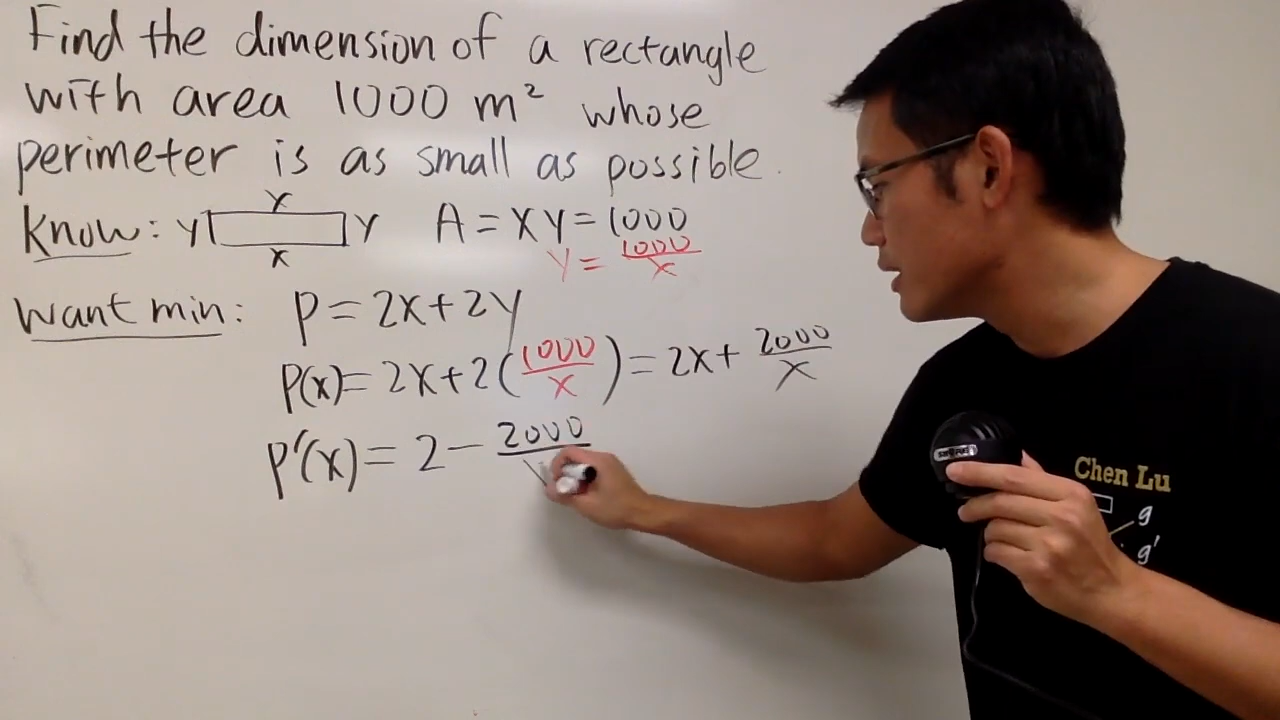 Find the dimension of a rectangle
with area 1000 m² whose
perimeter is as small as possible.
x
Know: y y A = xy = 1000
x
y = 1000/x
Want min: P = 2x + 2y
P(x) = 2x + 2(1000/x) = 2x + 2000/x
P'(x) = 2 - 2000/
Chen Lu
g
g'